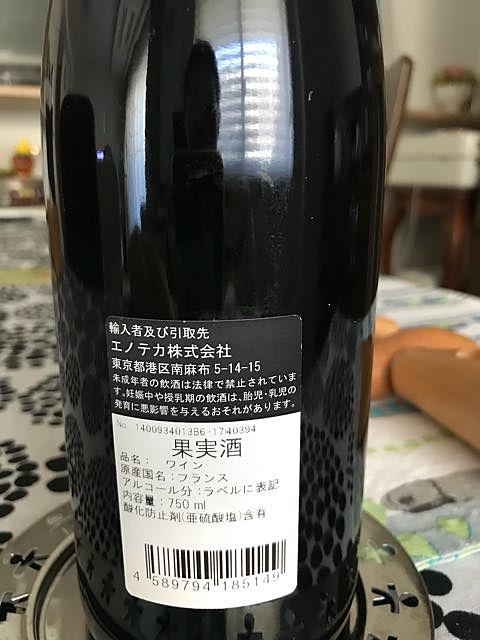 輸入者及び引取先
エノテカ株式会社
東京都港区南麻布 5-14-15
未成年者の飲酒は法律で禁止されていま
す。妊娠中や授乳期の飲酒は、胎児・乳児の
発育に悪影響を与えるおそれがあります。
No. 1400934013B6-17J40394
果実酒
品名： ワイン
原産国名：フランス
アルコール分：ラベルに表記
内容量：750 ml
酸化防止剤(亜硫酸塩)含有
4 589794 185149